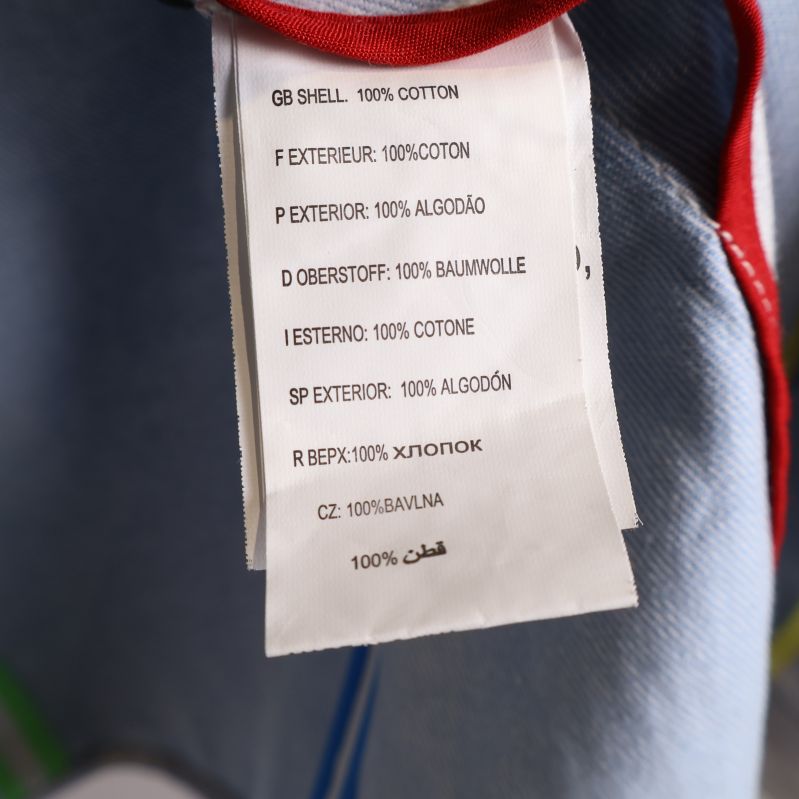 GB SHELL. 100% COTTON
F EXTERIEUR: 100%COTON
P EXTERIOR: 100% ALGODÃO
D OBERSTOFF: 100% BAUMWOLLE
I ESTERNO: 100% COTONE
SP EXTERIOR: 100% ALGODÓN
R ВЕРХ:100% ХЛОПОК
CZ: 100%BAVLNA
100% قطن